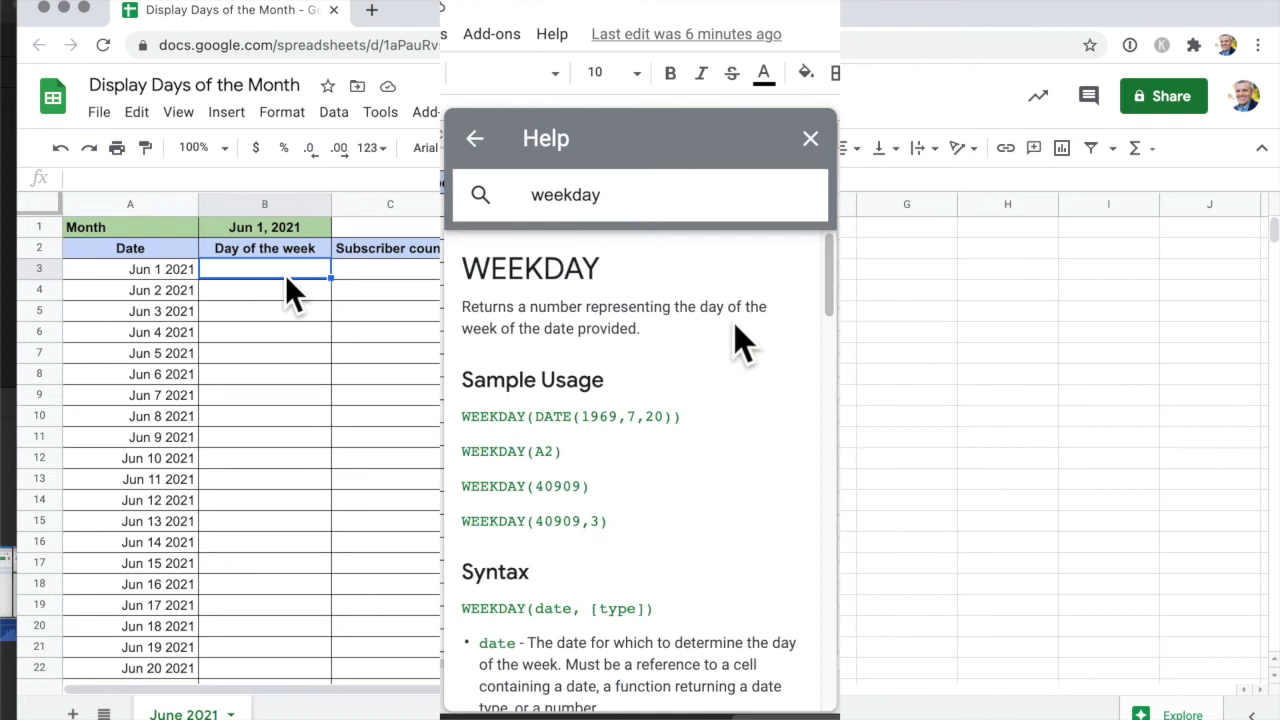 Display Days of the Month - Go
docs.google.com/spreadsheets/d/1aPauRv
s Add-ons Help Last edit was 6 minutes ago
10 B I S A
Display Days of the Month
File Edit View Insert Format Data Tools Add-
Share
100% $ % .0 .00 123 Arial
fx
A B C G H I J
1 Month Jun 1, 2021
2 Date Day of the week Subscriber coun
3 Jun 1 2021
4 Jun 2 2021
5 Jun 3 2021
6 Jun 4 2021
7 Jun 5 2021
8 Jun 6 2021
9 Jun 7 2021
10 Jun 8 2021
11 Jun 9 2021
12 Jun 10 2021
13 Jun 11 2021
14 Jun 12 2021
15 Jun 13 2021
16 Jun 14 2021
17 Jun 15 2021
18 Jun 16 2021
19 Jun 17 2021
20 Jun 18 2021
21 Jun 19 2021
22 Jun 20 2021
June 2021
Help
weekday
WEEKDAY
Returns a number representing the day of the
week of the date provided.
Sample Usage
WEEKDAY(DATE(1969,7,20))
WEEKDAY(A2)
WEEKDAY(40909)
WEEKDAY(40909,3)
Syntax
WEEKDAY(date, [type])
• date - The date for which to determine the day
of the week. Must be a reference to a cell
containing a date, a function returning a date
type, or a number.
Explore